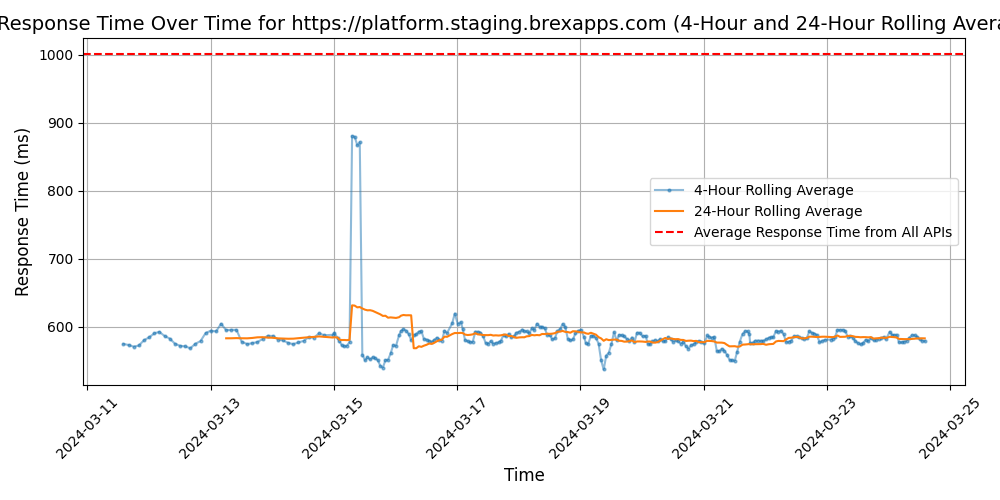 Response Time Over Time for https://platform.staging.brexapps.com (4-Hour and 24-Hour Rolling Avera
Response Time (ms)
1000
900
800
700
600
4-Hour Rolling Average
24-Hour Rolling Average
Average Response Time from All APIs
2024-03-11
2024-03-13
2024-03-15
2024-03-17
2024-03-19
2024-03-21
2024-03-23
2024-03-25
Time